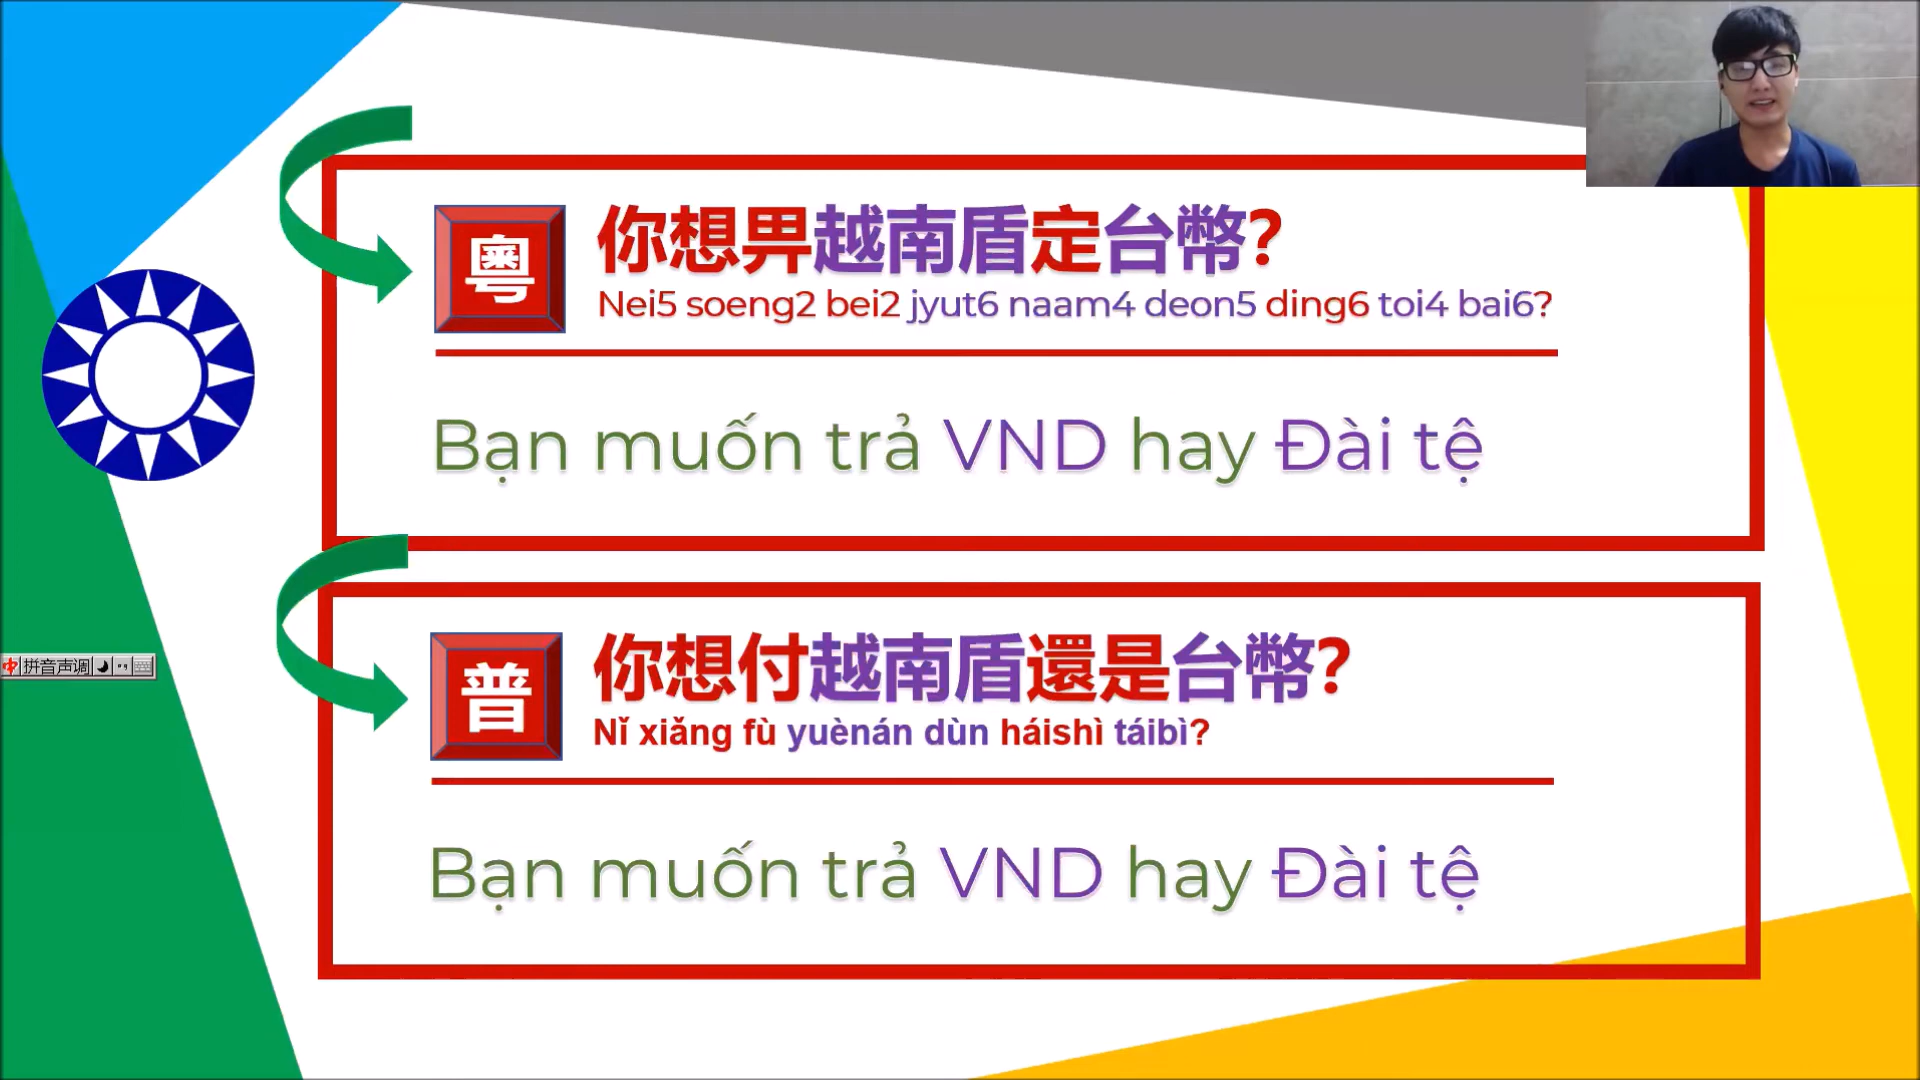 粵
你想畀越南盾定台幣?
Nei5 soeng2 bei2 jyut6 naam4 deon5 ding6 toi4 bai6?
Bạn muốn trả VND hay Đài tệ
中 拼音声调
普
你想付越南盾還是台幣?
Nǐ xiǎng fù yuènán dùn háishì táibì?
Bạn muốn trả VND hay Đài tệ